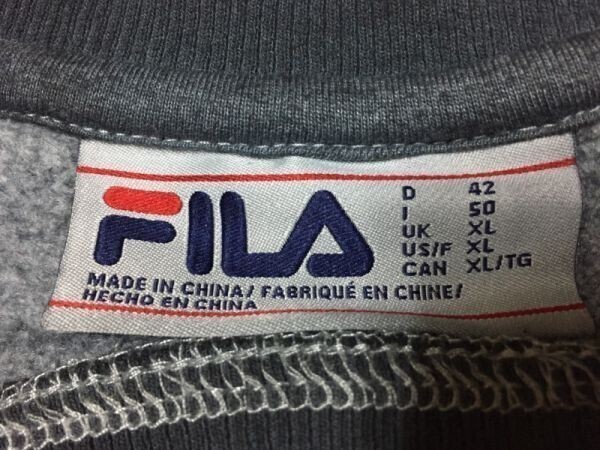 FILA
D 42
I 50
UK XL
US/F XL
CAN XL/TG
MADE IN CHINA/ FABRIQUÉ EN CHINE/
HECHO EN CHINA